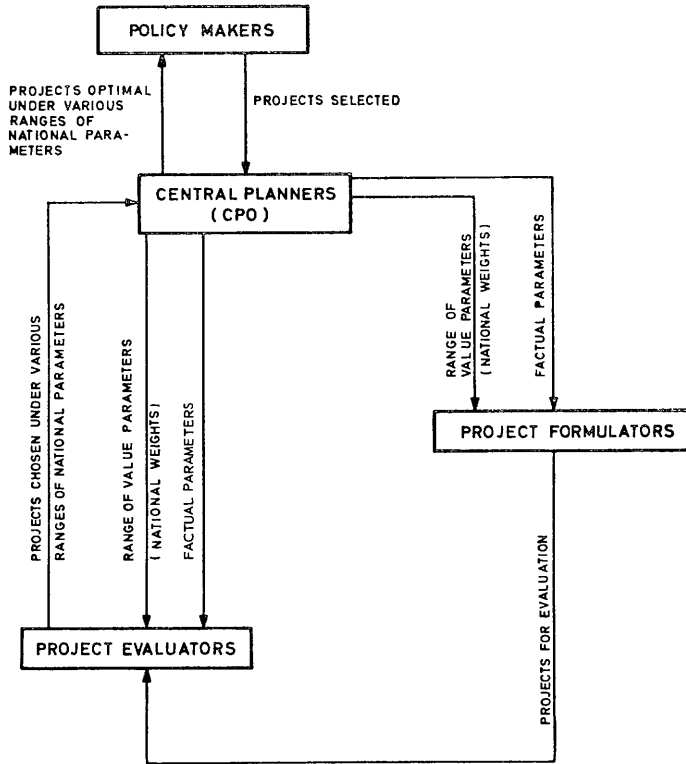 POLICY MAKERS
PROJECTS OPTIMAL
UNDER VARIOUS
RANGES OF
NATIONAL PARA-
METERS
PROJECTS SELECTED
CENTRAL PLANNERS
(CPO)
PROJECTS CHOSEN UNDER VARIOUS
RANGES OF NATIONAL PARAMETERS
RANGE OF VALUE PARAMETERS
(NATIONAL WEIGHTS)
FACTUAL PARAMETERS
RANGE OF
VALUE PARAMETERS
(NATIONAL WEIGHTS)
FACTUAL PARAMETERS
PROJECT FORMULATORS
PROJECTS FOR EVALUATION
PROJECT EVALUATORS